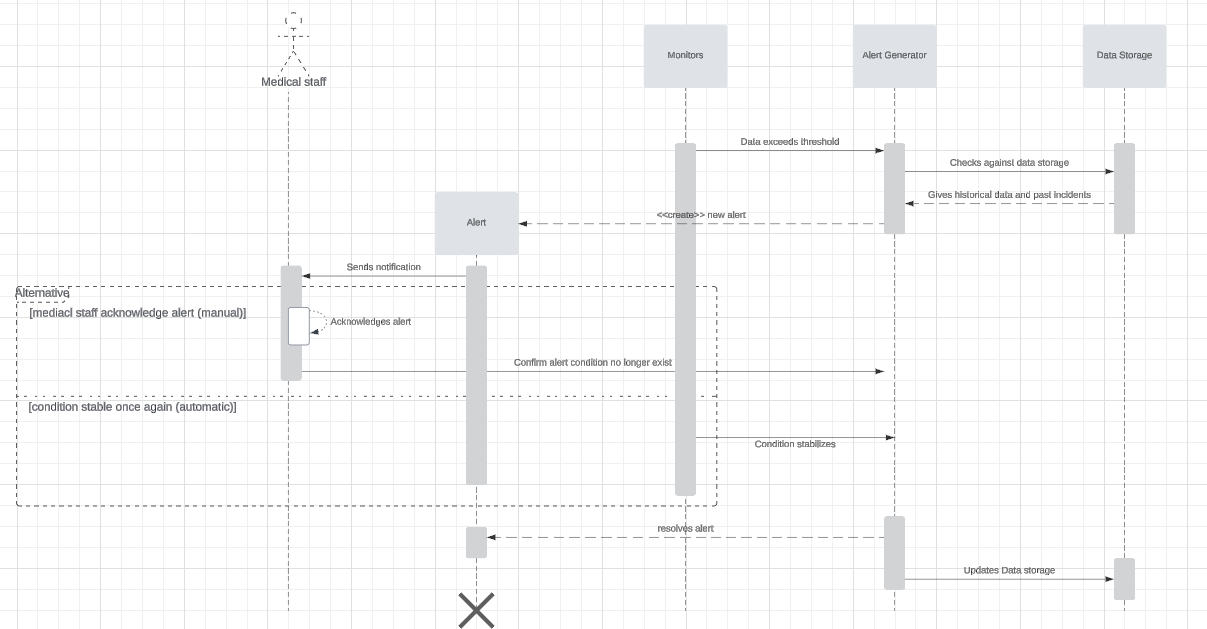 Medical staff
Monitors
Alert Generator
Data Storage
Data exceeds threshold
Checks against data storage
Gives historical data and past incidents
<<create>> new alert
Alert
Sends notification
Alternative
[mediacl staff acknowledge alert (manual)]
Acknowledges alert
Confirm alert condition no longer exist
[condition stable once again (automatic)]
Condition stabilizes
resolves alert
Updates Data storage